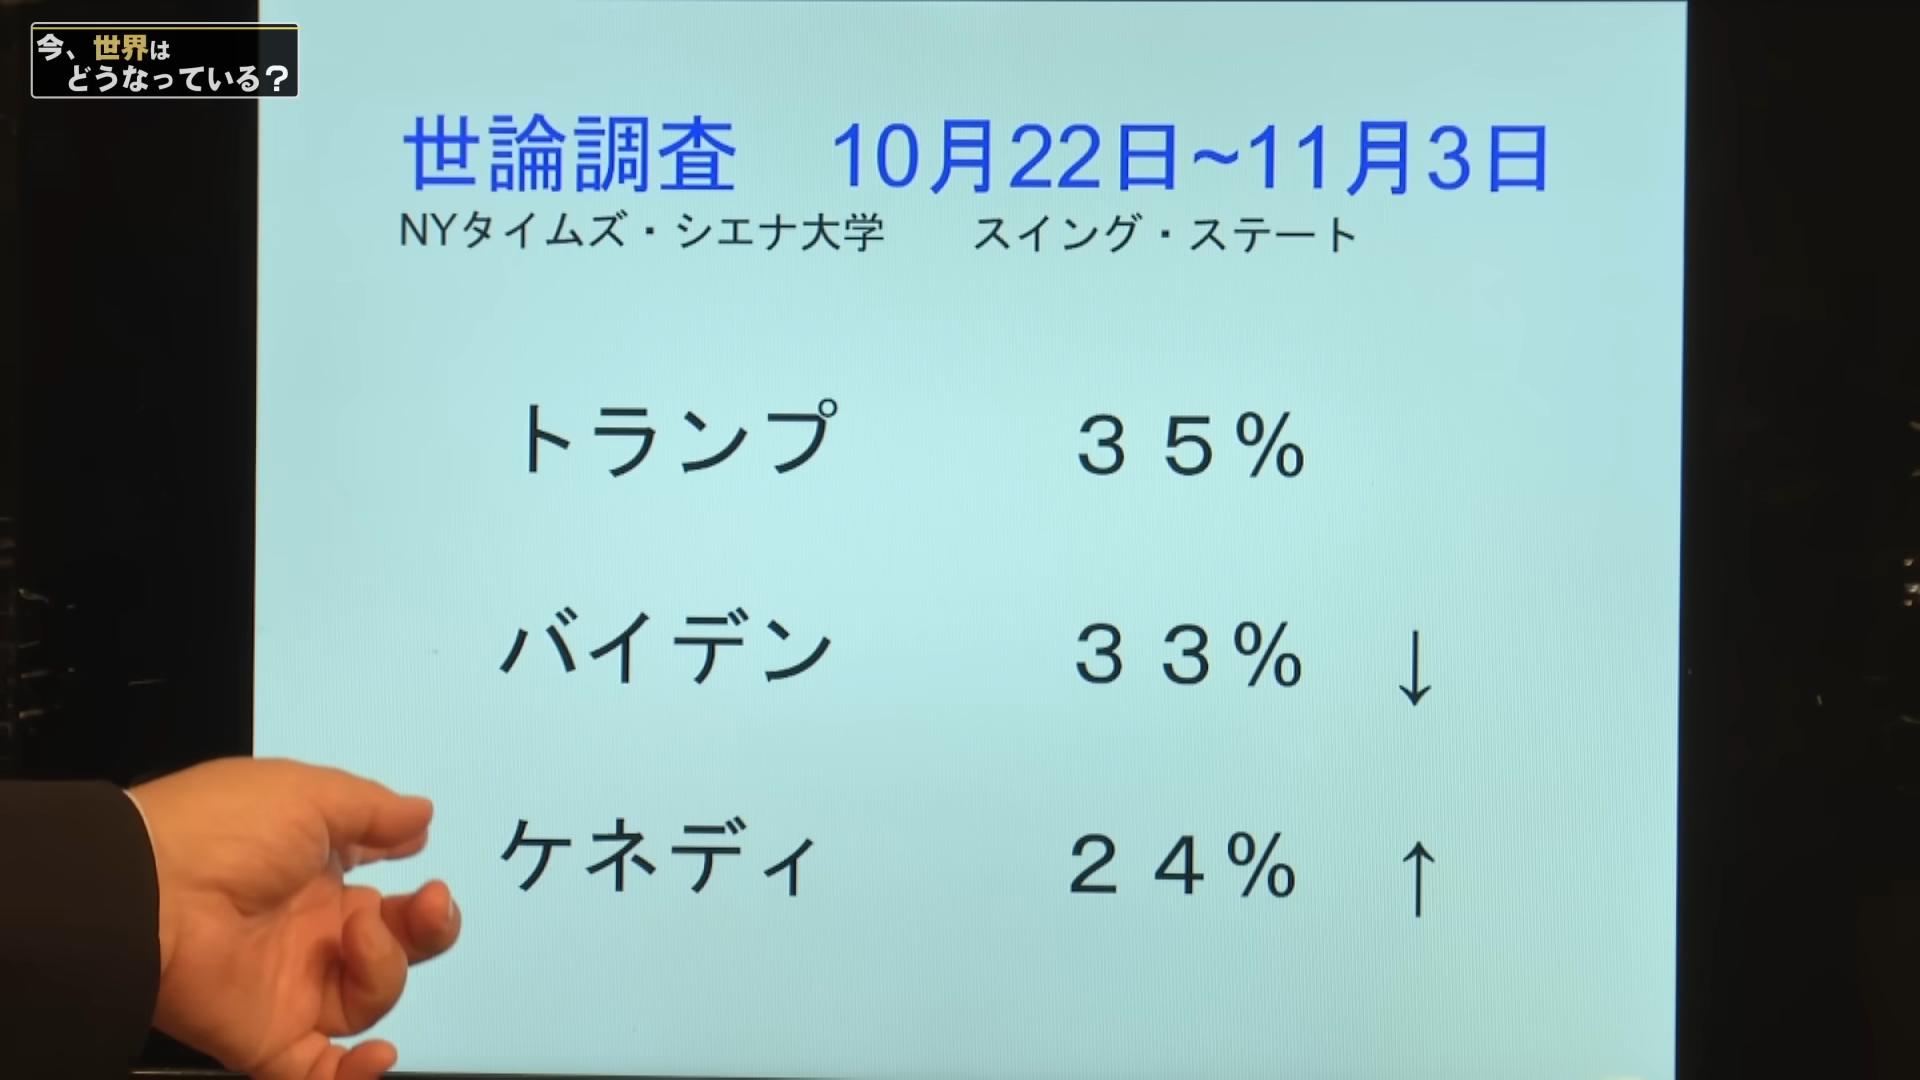 今、世界は
どうなっている？
世論調査　10月22日~11月3日
NYタイムズ・シエナ大学　スイング・ステート
トランプ　３５%
バイデン　３３%　↓
ケネディ　２４%　↑